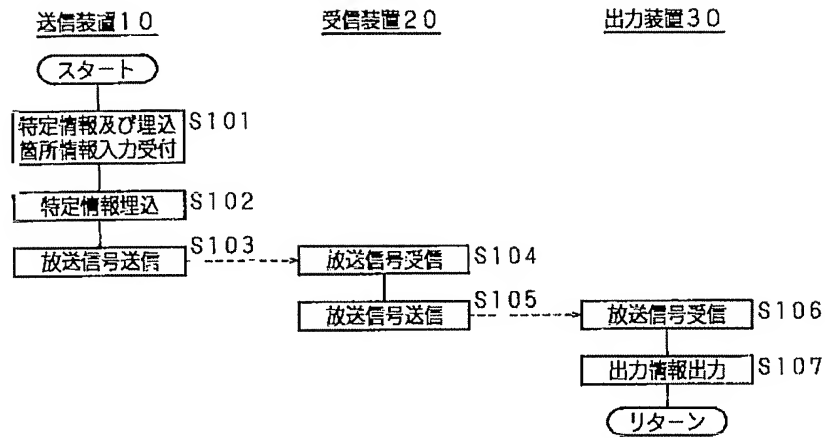 送信装置10
受信装置20
出力装置30
スタート
特定情報及び埋込
箇所情報入力受付
S101
特定情報埋込
S102
放送信号送信
S103
放送信号受信
S104
放送信号送信
S105
放送信号受信
S106
出力情報出力
S107
リターン